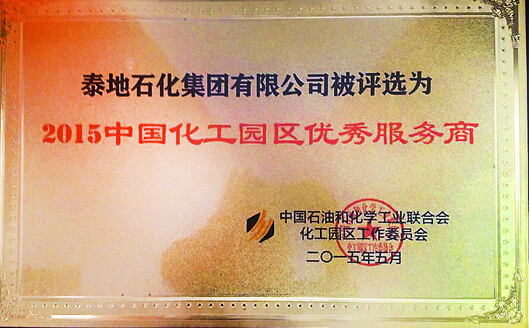 泰地石化集团有限公司被评选为
2015中国化工园区优秀服务商
中国石油和化学工业联合会
化工园区工作委员会
二〇一五年五月